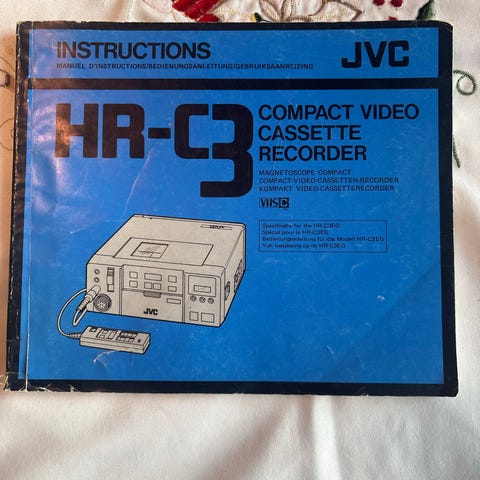 INSTRUCTIONS
JVC
MANUEL D'INSTRUCTIONS/BEDIENUNGSANLEITUNG/GEBRUIKSAANWIJZING
HR-C3
COMPACT VIDEO
CASSETTE
RECORDER
MAGNETOSCOPE COMPACT
COMPACT-VIDEO-CASSETTEN-RECORDER
KOMPAKT VIDEO-CASSETTERECORDER
VHS C
Specifically for the HR-C3EG
Spécial pour le HR-C3EG
Bedienungsanleitung für das Modell HR-C3EG
Van toepassing op de HR-C3EG
JVC